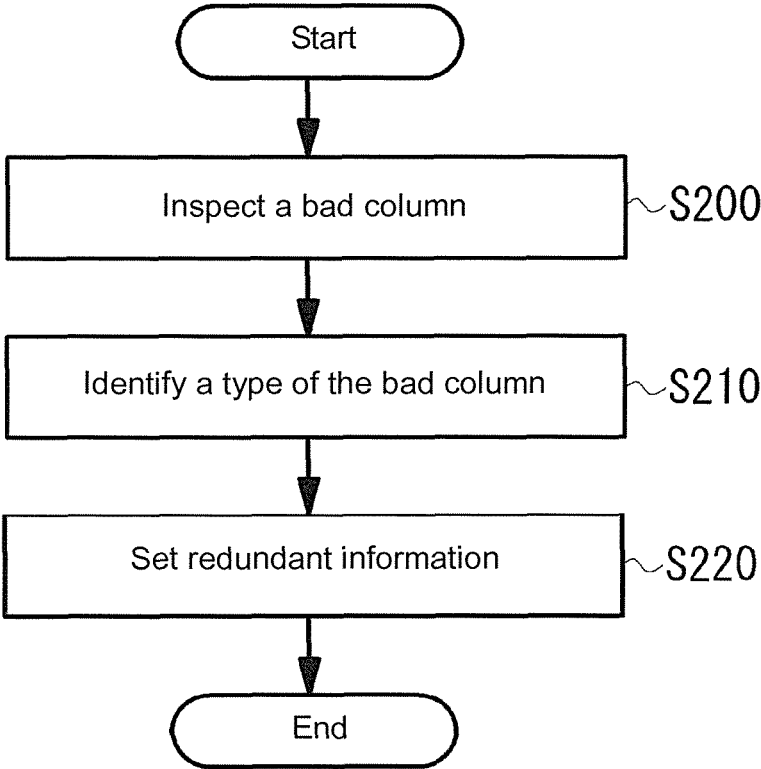 Start
Inspect a bad column
S200
Identify a type of the bad column
S210
Set redundant information
S220
End